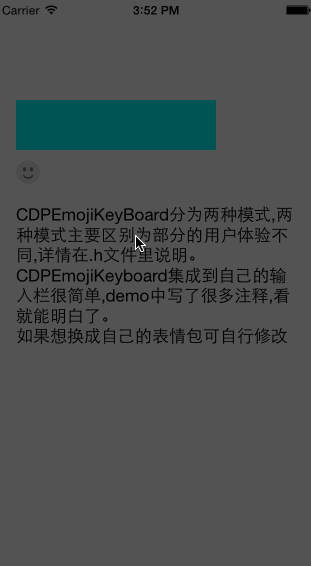 Carrier 3:52 PM
CDPEmojiKeyBoard分为两种模式,两
种模式主要区别为部分的用户体验不
同,详情在.h文件里说明。
CDPEmojiKeyboard集成到自己的输
入栏很简单,demo中写了很多注释,看
就能明白了。
如果想换成自己的表情包可自行修改